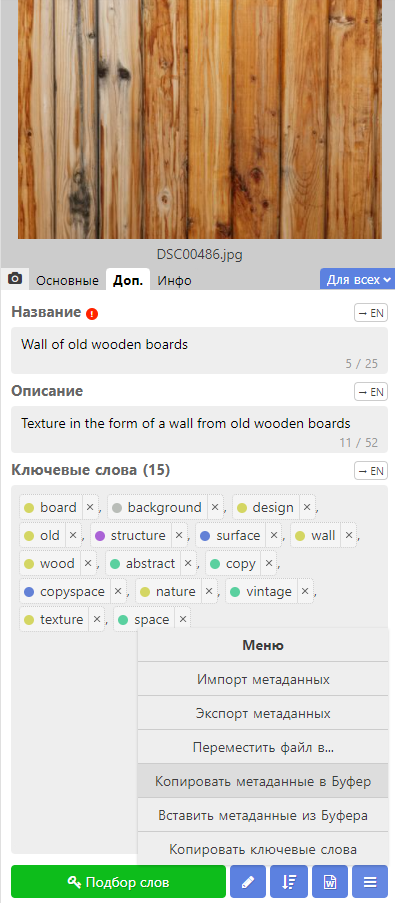 DSC00486.jpg
Основные Доп. Инфо Для всех
Название ! → EN
Wall of old wooden boards
5 / 25
Описание → EN
Texture in the form of a wall from old wooden boards
11 / 52
Ключевые слова (15) → EN
board ×, background ×, design ×,
old ×, structure ×, surface ×, wall ×,
wood ×, abstract ×, copy ×,
copyspace ×, nature ×, vintage ×,
texture ×, space ×
Меню
Импорт метаданных
Экспорт метаданных
Переместить файл в...
Копировать метаданные в Буфер
Вставить метаданные из Буфера
Копировать ключевые слова
Подбор слов